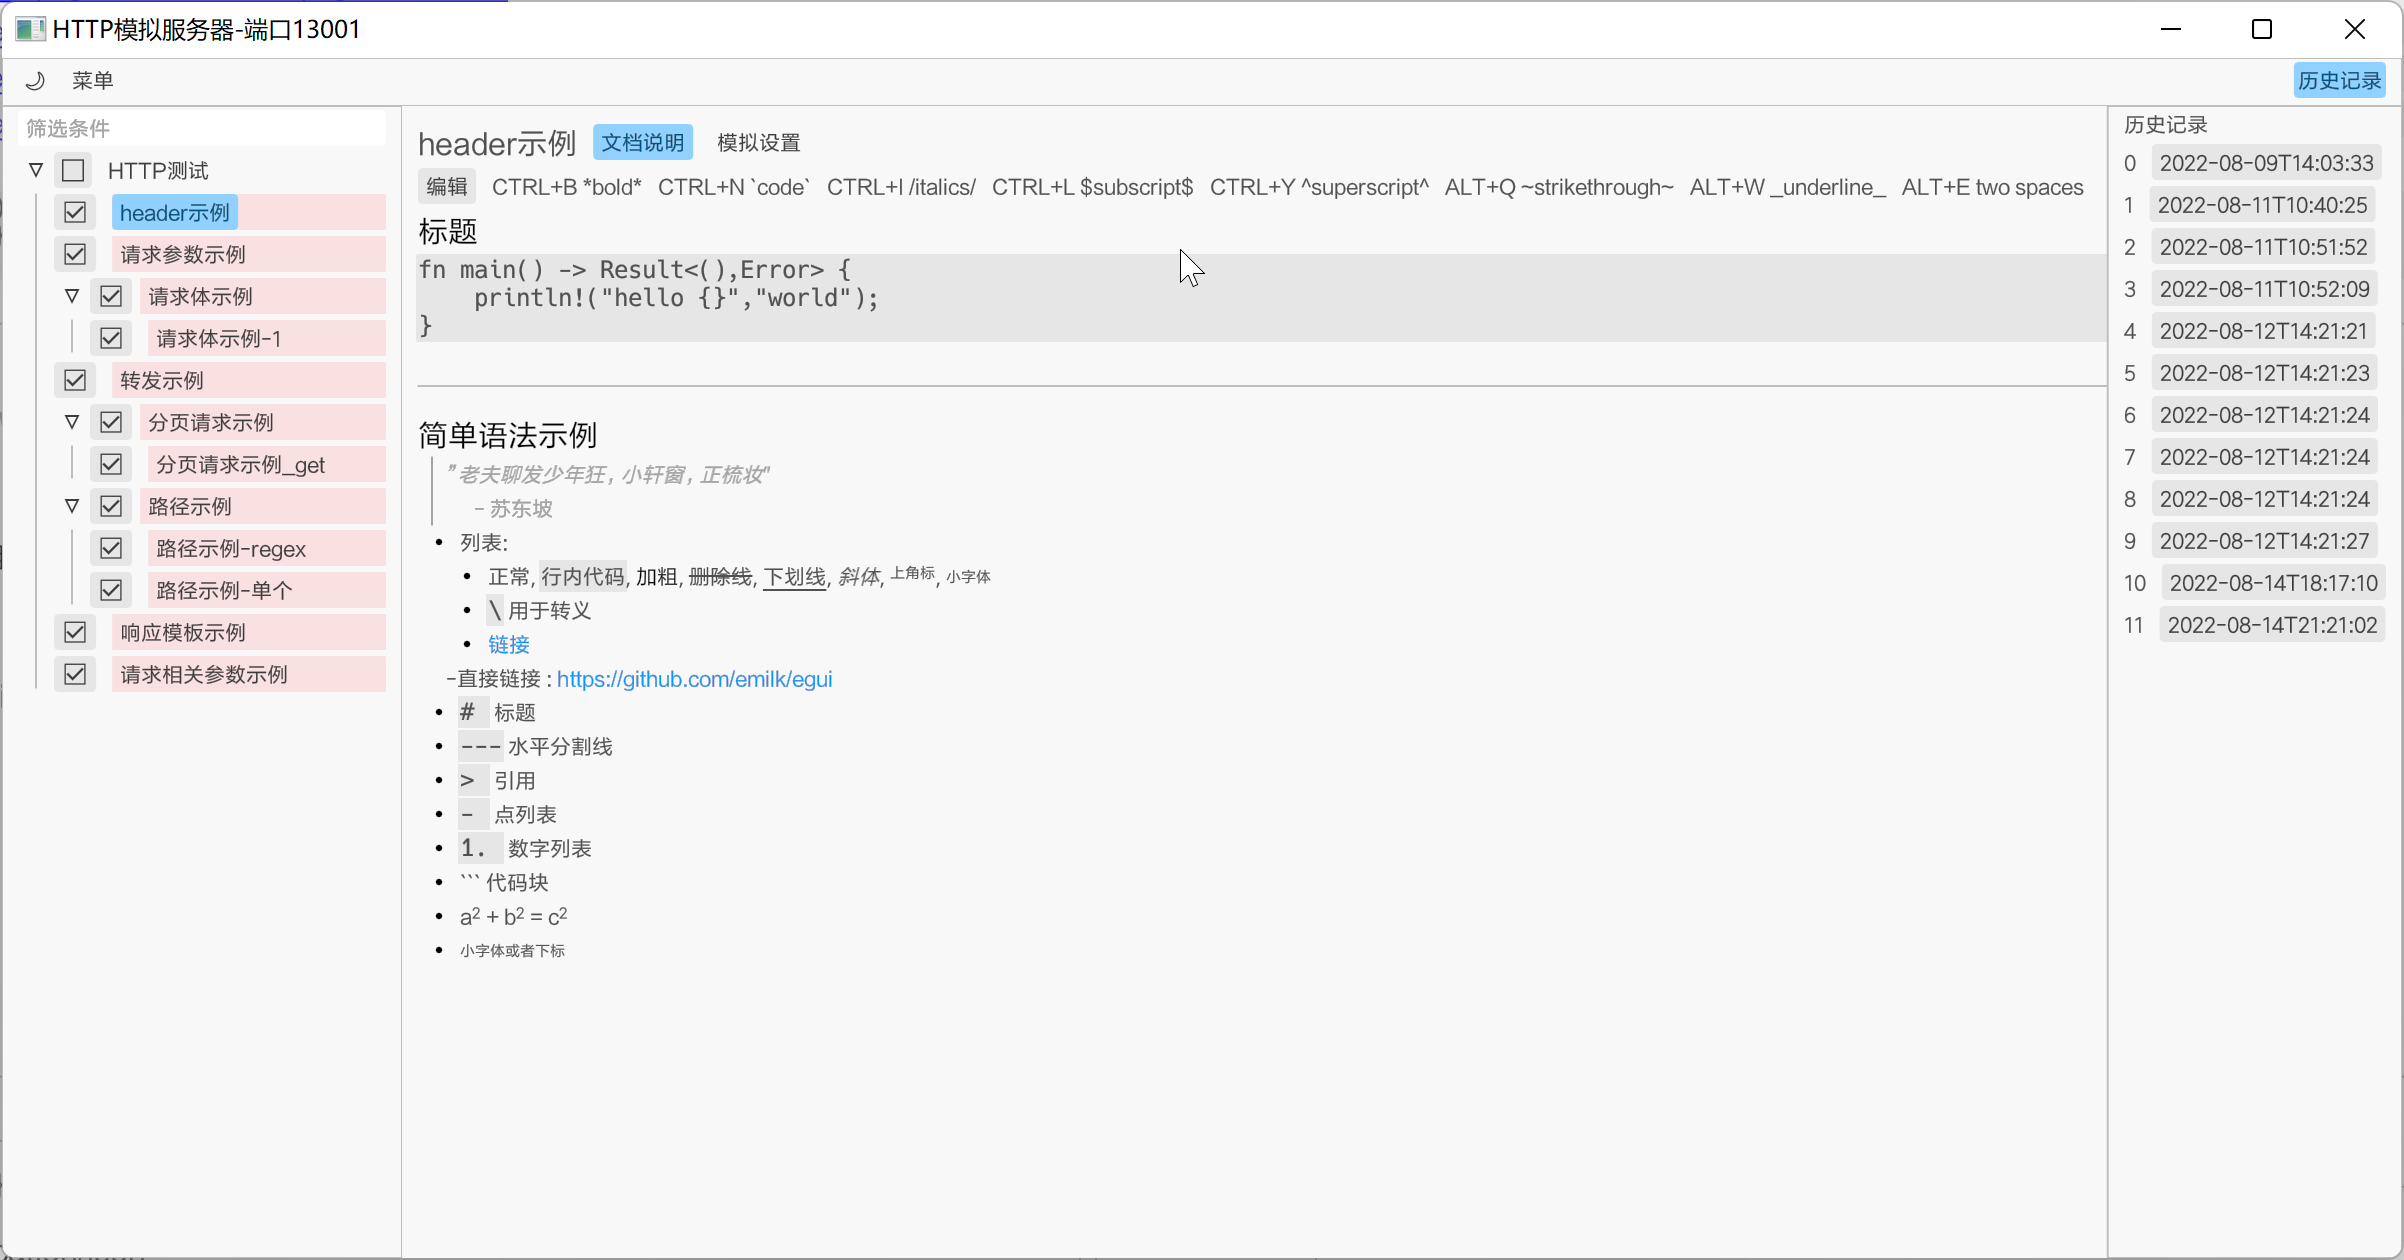 HTTP模拟服务器-端口13001
菜单
历史记录
筛选条件
HTTP测试
header示例
请求参数示例
请求体示例
请求体示例-1
转发示例
分页请求示例
分页请求示例_get
路径示例
路径示例-regex
路径示例-单个
响应模板示例
请求相关参数示例
header示例 文档说明 模拟设置
编辑 CTRL+B *bold* CTRL+N `code` CTRL+I /italics/ CTRL+L $subscript$ CTRL+Y ^superscript^ ALT+Q ~strikethrough~ ALT+W _underline_ ALT+E two spaces
标题
fn main() -> Result<(),Error> {
    println!("hello {}","world");
}
简单语法示例
"老夫聊发少年狂, 小轩窗, 正梳妆"
- 苏东坡
• 列表:
• 正常, 行内代码, 加粗, 删除线, 下划线, 斜体, 上角标, 小字体
• \ 用于转义
• 链接
-直接链接 : https://github.com/emilk/egui
• # 标题
• --- 水平分割线
• > 引用
• - 点列表
• 1. 数字列表
• ``` 代码块
• a² + b² = c²
• 小字体或者下标
历史记录
0 2022-08-09T14:03:33
1 2022-08-11T10:40:25
2 2022-08-11T10:51:52
3 2022-08-11T10:52:09
4 2022-08-12T14:21:21
5 2022-08-12T14:21:23
6 2022-08-12T14:21:24
7 2022-08-12T14:21:24
8 2022-08-12T14:21:24
9 2022-08-12T14:21:27
10 2022-08-14T18:17:10
11 2022-08-14T21:21:02